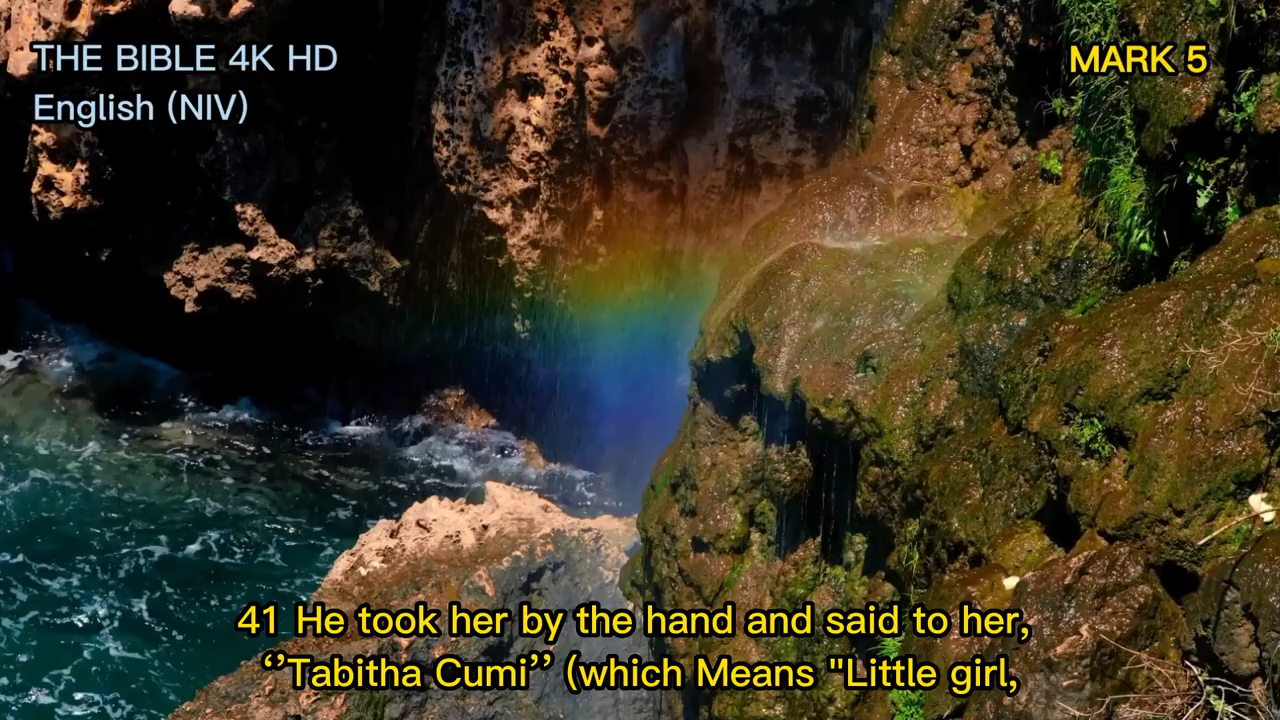 THE BIBLE 4K HD
English (NIV)
MARK 5
41 He took her by the hand and said to her,
‘’Tabitha Cumi’’ (which Means "Little girl,